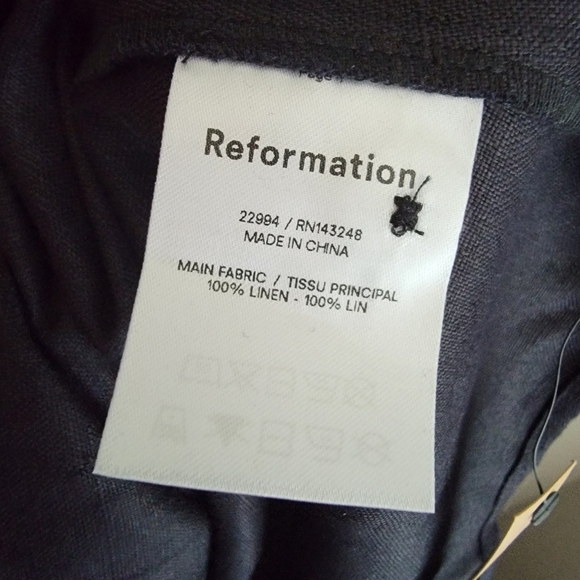 Reformation
22994 / RN143248
MADE IN CHINA
MAIN FABRIC / TISSU PRINCIPAL
100% LINEN - 100% LIN